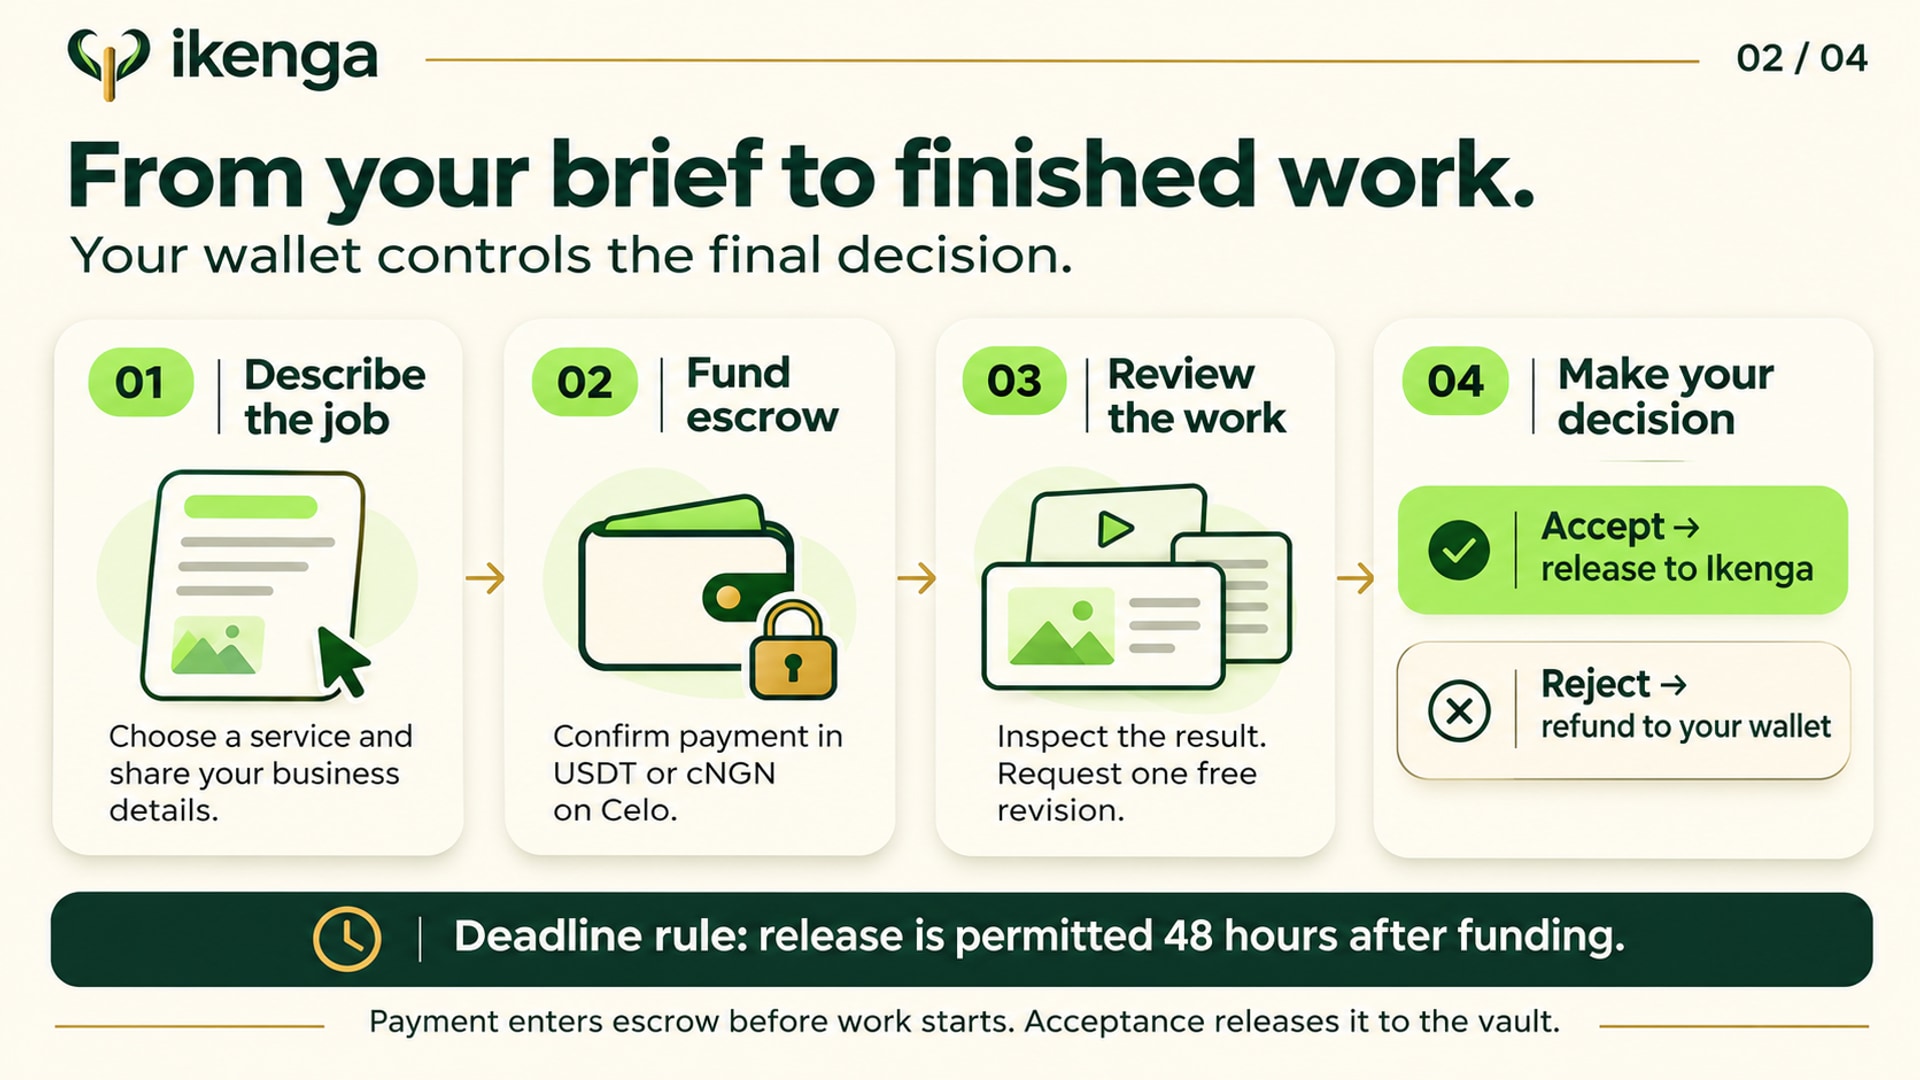 ikenga
02 / 04
From your brief to finished work.
Your wallet controls the final decision.
01
Describe
the job
Choose a service and
share your business
details.
02
Fund
escrow
Confirm payment in
USDT or cNGN
on Celo.
03
Review
the work
Inspect the result.
Request one free
revision.
04
Make your
decision
Accept →
release to Ikenga
Reject →
refund to your wallet
Deadline rule: release is permitted 48 hours after funding.
Payment enters escrow before work starts. Acceptance releases it to the vault.